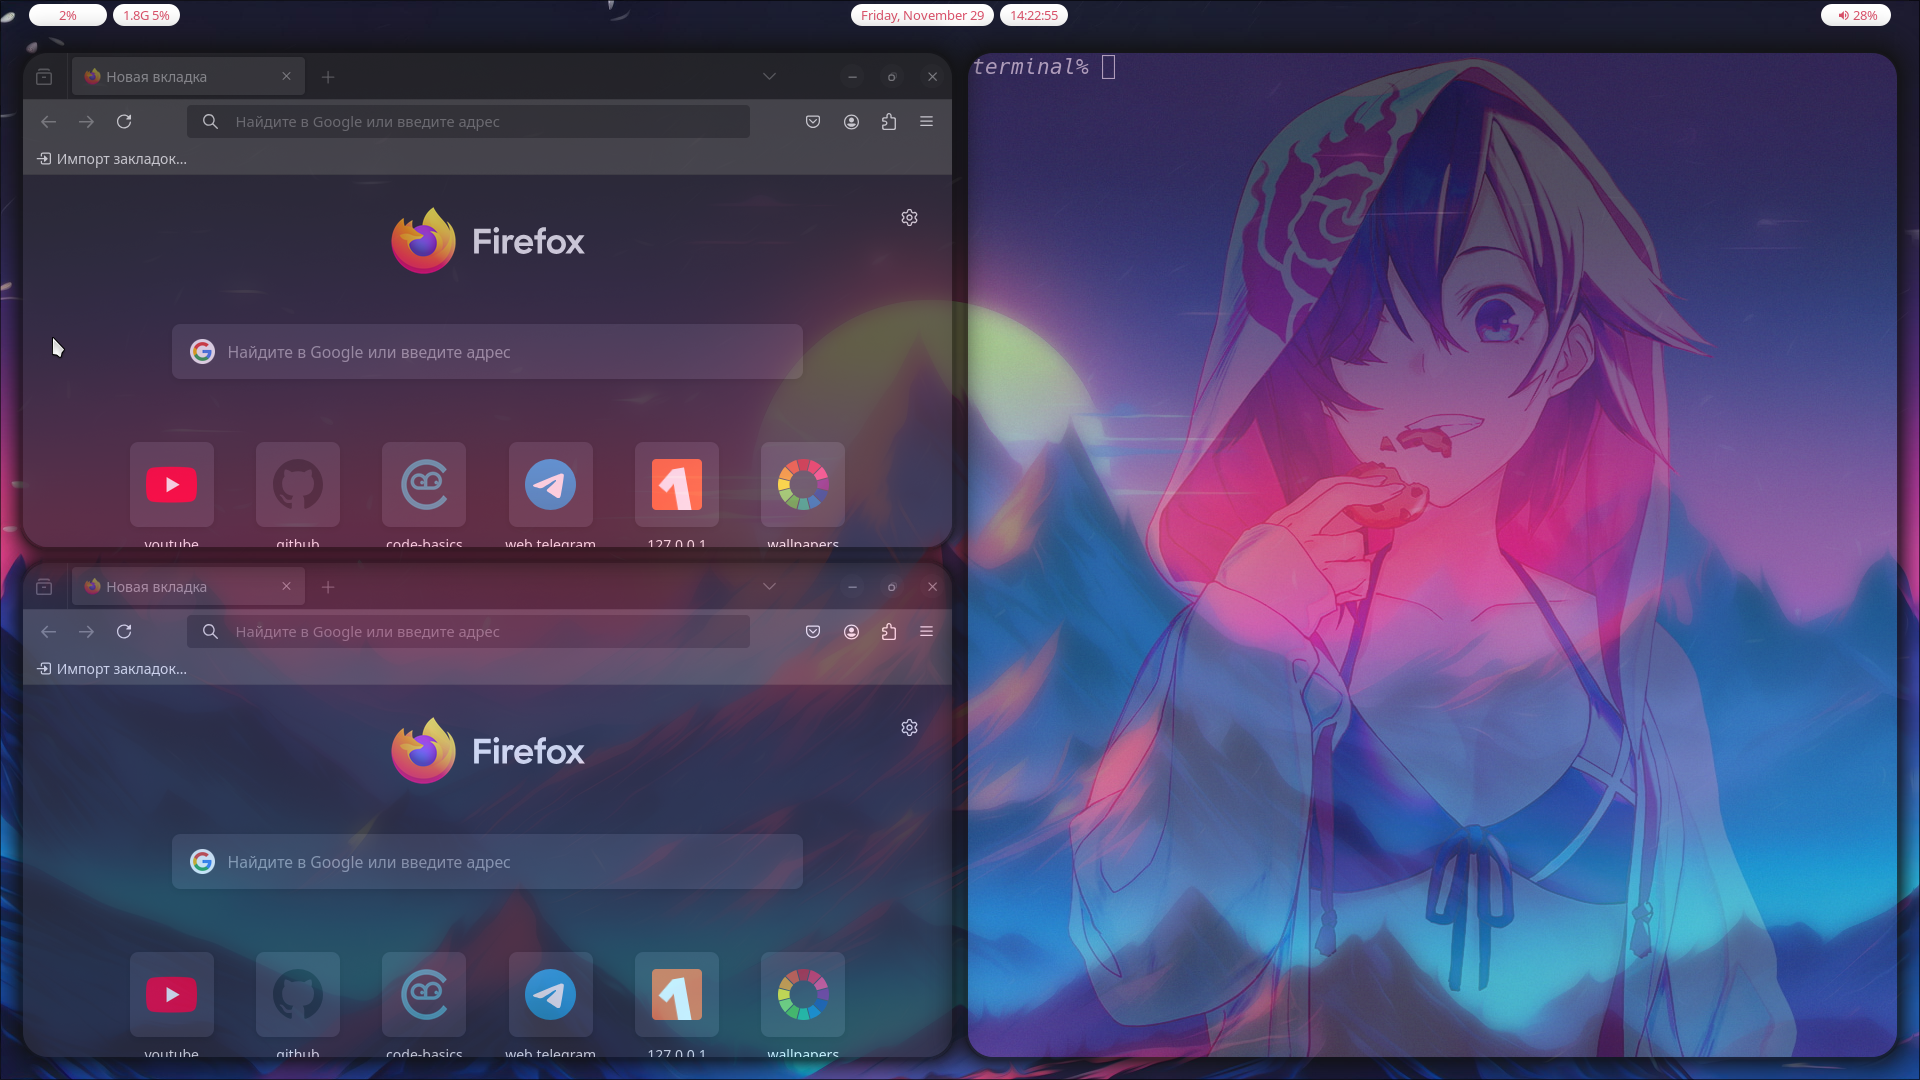 2%
1.8G 5%
Friday, November 29
14:22:55
28%
Новая вкладка
Найдите в Google или введите адрес
Импорт закладок...
Firefox
Найдите в Google или введите адрес
youtube
github
code-basics
web.telegram
127.0.0.1
wallpapers
Новая вкладка
Найдите в Google или введите адрес
Импорт закладок...
Firefox
Найдите в Google или введите адрес
youtube
github
code-basics
web.telegram
127.0.0.1
wallpapers
terminal%